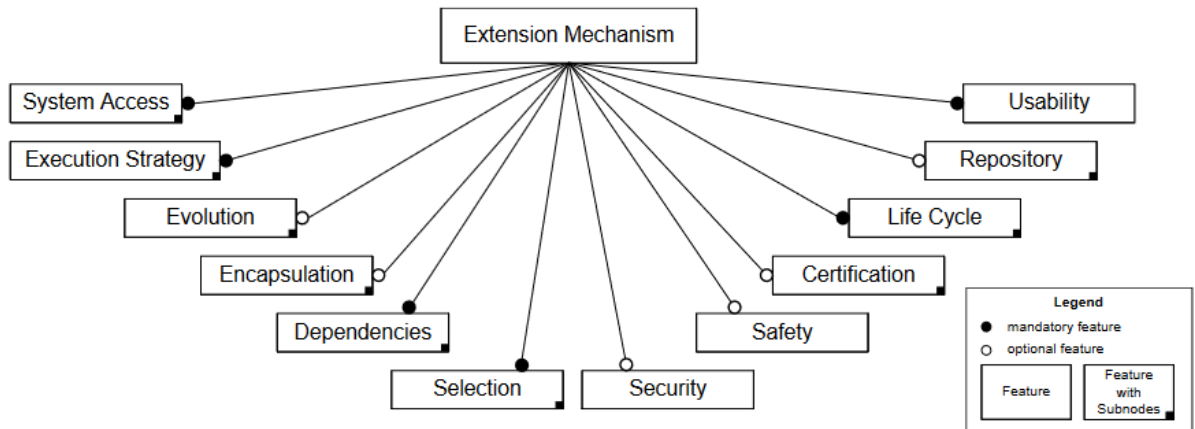 Extension Mechanism
System Access
Usability
Execution Strategy
Repository
Evolution
Life Cycle
Encapsulation
Certification
Dependencies
Safety
Selection
Security
Legend
mandatory feature
optional feature
Feature
Feature
with
Subnodes